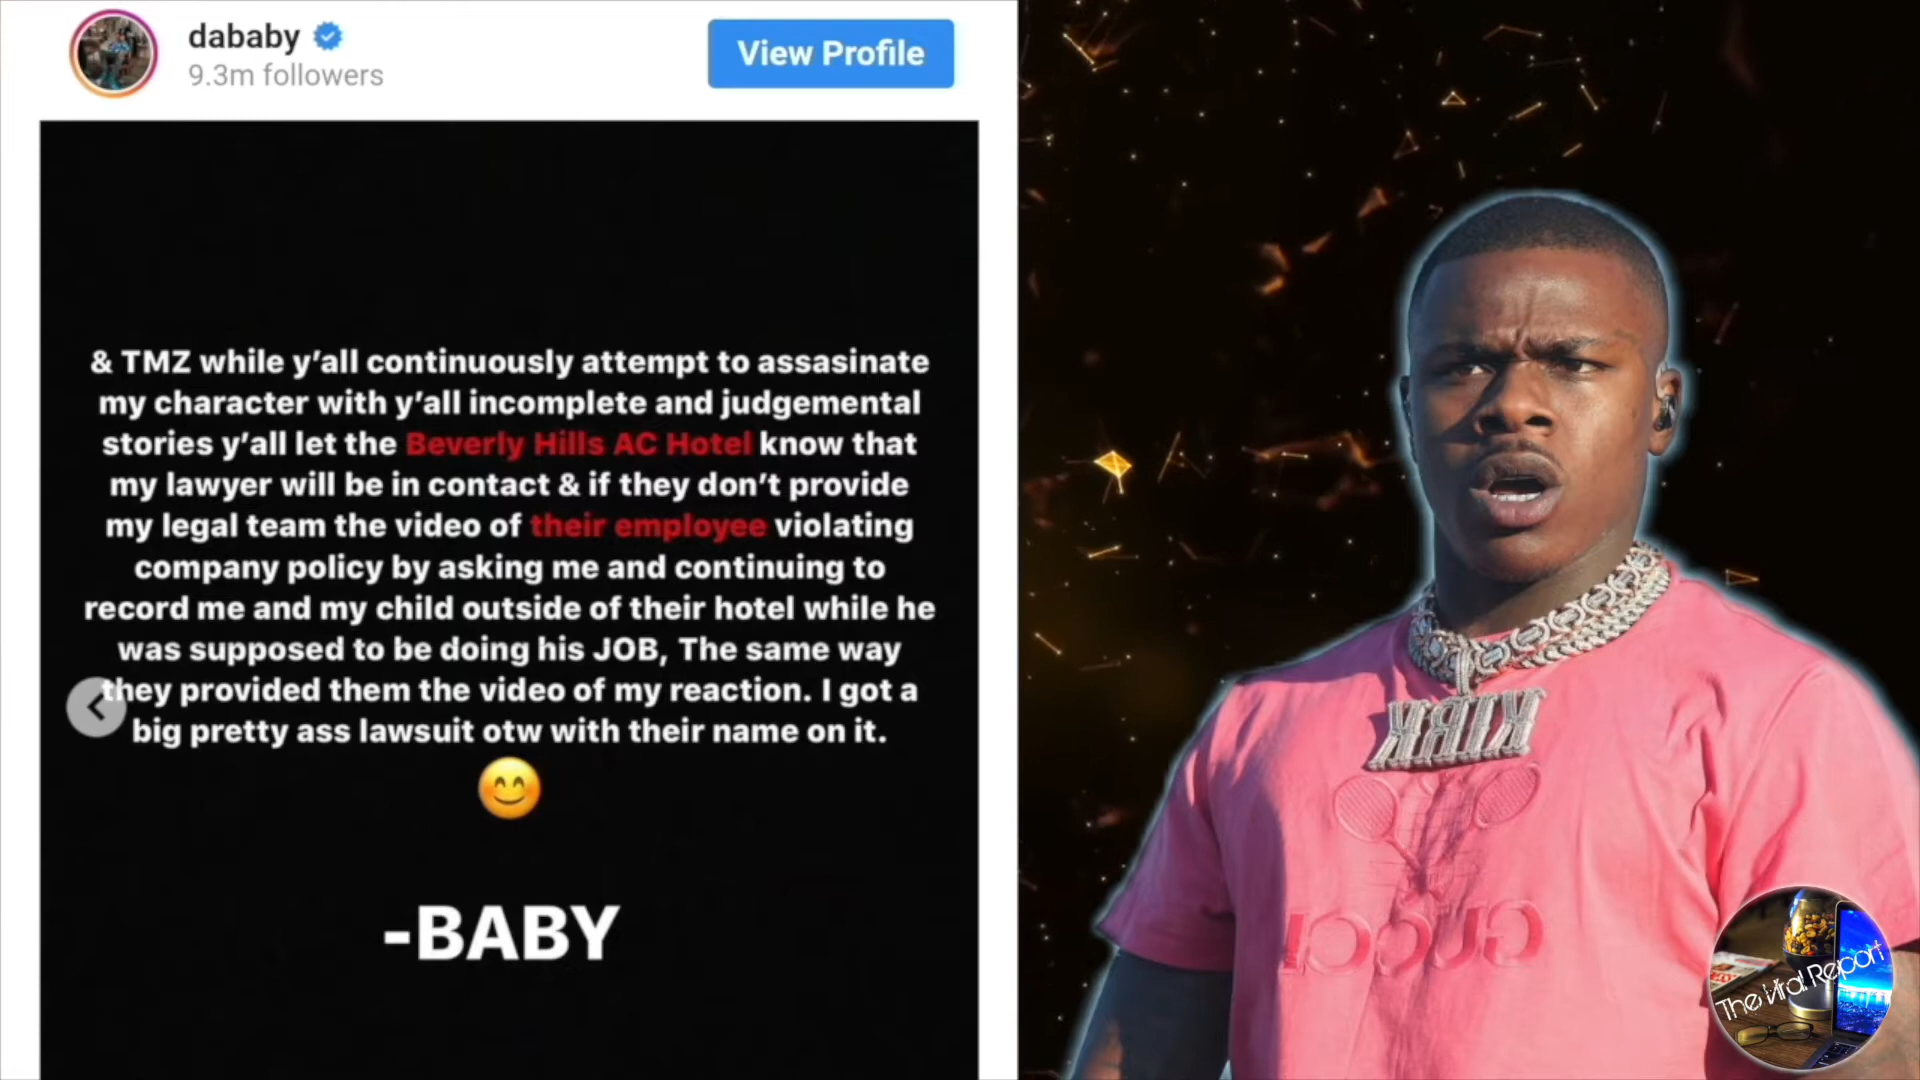 dababy
9.3m followers
View Profile
& TMZ while y’all continuously attempt to assasinate
my character with y’all incomplete and judgemental
stories y’all let the Beverly Hills AC Hotel know that
my lawyer will be in contact & if they don’t provide
my legal team the video of their employee violating
company policy by asking me and continuing to
record me and my child outside of their hotel while he
was supposed to be doing his JOB, The same way
they provided them the video of my reaction. I got a
big pretty ass lawsuit otw with their name on it.
😊
-BABY
KIRK
GUCCI
The Viral Report